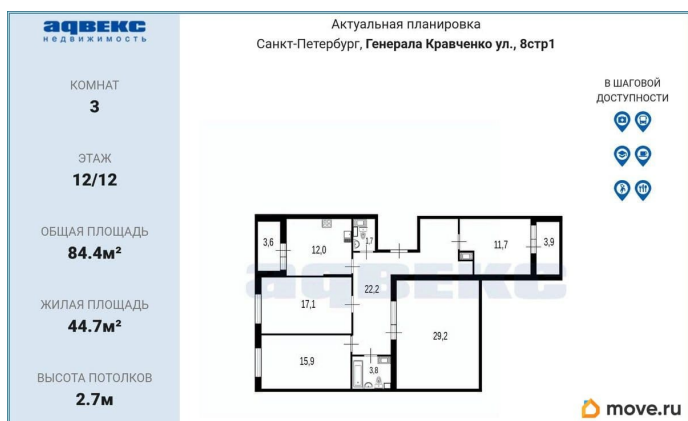 адвекс
НЕДВИЖИМОСТЬ
КОМНАТ
3
ЭТАЖ
12/12
ОБЩАЯ ПЛОЩАДЬ
84.4м²
ЖИЛАЯ ПЛОЩАДЬ
44.7м²
ВЫСОТА ПОТОЛКОВ
2.7м
Актуальная планировка
Санкт-Петербург, Генерала Кравченко ул., 8стр1
В ШАГОВОЙ
ДОСТУПНОСТИ
3,6
12,0
1,7
11,7
3,9
адвекс
17,1
22,2
29,2
15,9
3,8
move.ru